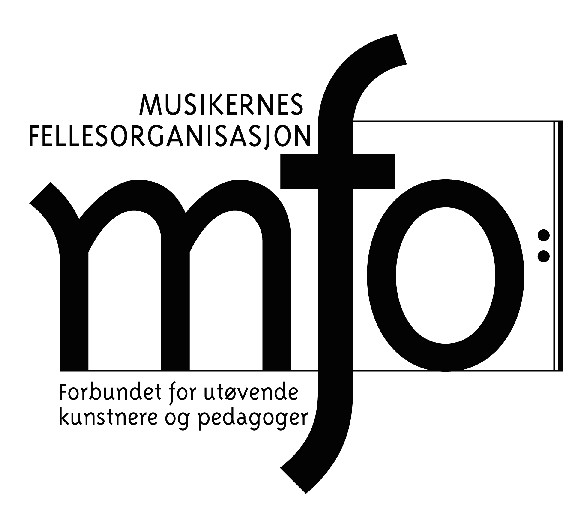 MUSIKERNES
FELLESORGANISASJON
mfo
Forbundet for utøvende
kunstnere og pedagoger